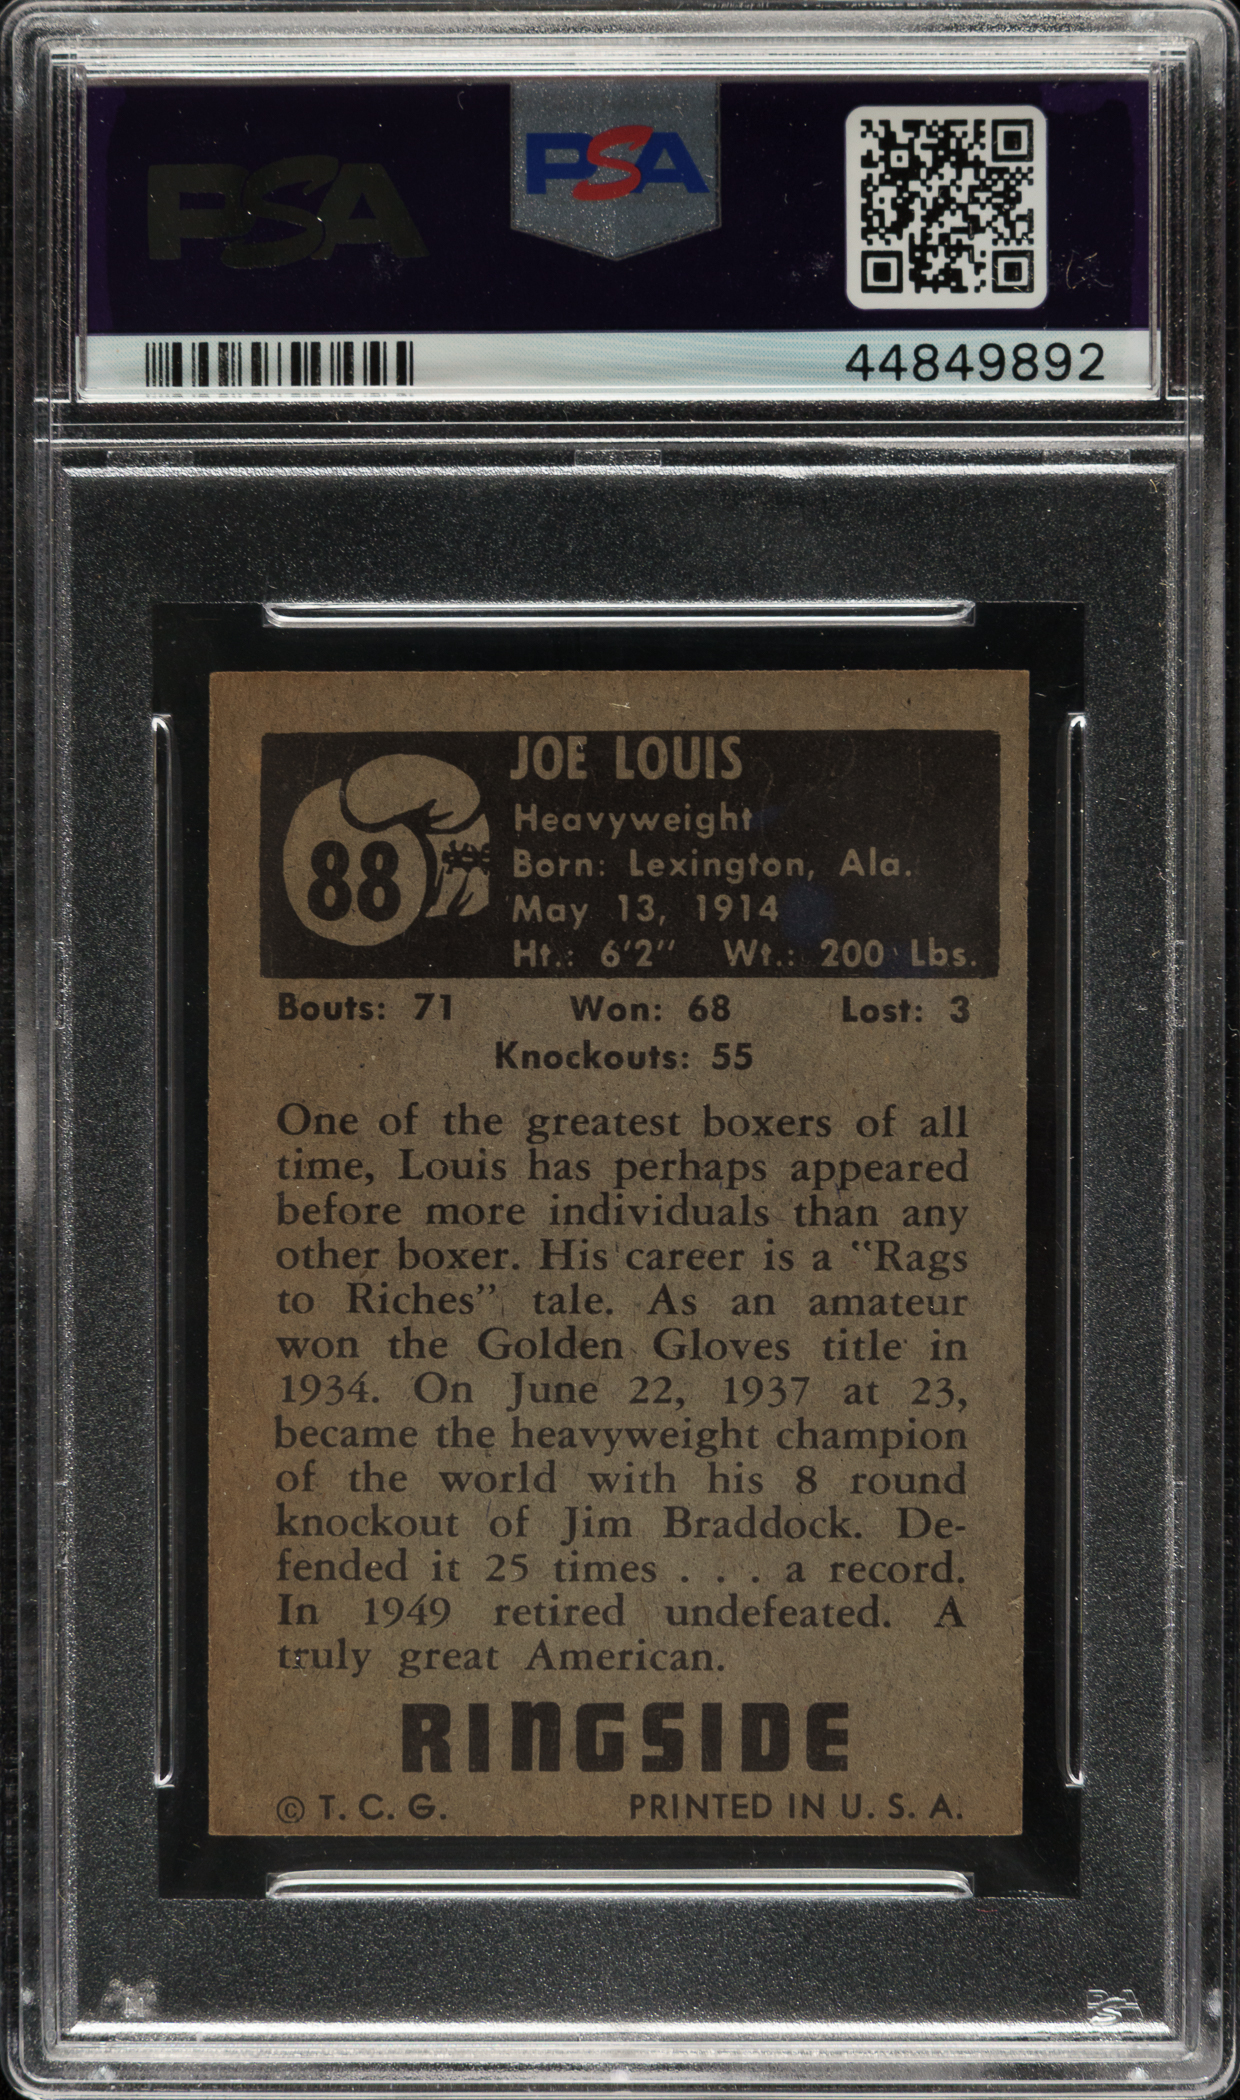 PSA
PSA
44849892
JOE LOUIS
88
Heavyweight
Born: Lexington, Ala.
May 13, 1914
Ht.: 6'2" Wt.: 200 Lbs.
Bouts: 71 Won: 68 Lost: 3
Knockouts: 55
One of the greatest boxers of all
time, Louis has perhaps appeared
before more individuals than any
other boxer. His career is a "Rags
to Riches" tale. As an amateur
won the Golden Gloves title in
1934. On June 22, 1937 at 23,
became the heavyweight champion
of the world with his 8 round
knockout of Jim Braddock. De-
fended it 25 times . . . a record.
In 1949 retired undefeated. A
truly great American.
RINGSIDE
© T. C. G. PRINTED IN U. S. A.
PSA